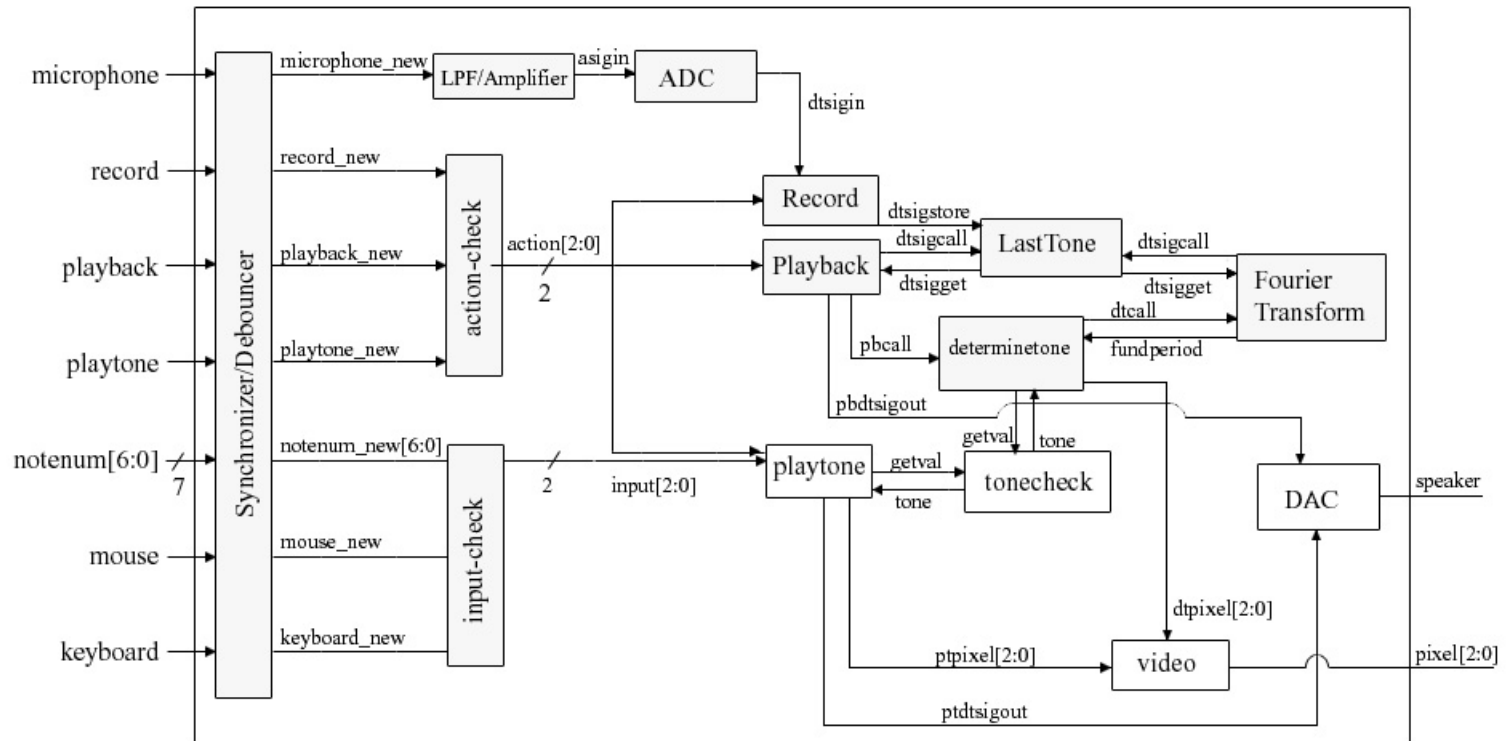 microphone
record
playback
playtone
notenum[6:0]
7
mouse
keyboard
Synchronizer/Debouncer
microphone_new
record_new
playback_new
playtone_new
notenum_new[6:0]
mouse_new
keyboard_new
LPF/Amplifier
asigin
ADC
dtsigin
action-check
action[2:0]
2
input-check
2
input[2:0]
Record
dtsigstore
dtsigcall
LastTone
dtsigcall
Playback
dtsigget
dtsigget
Fourier
Transform
dtcall
pbcall
determinetone
fundperiod
pbdtsigout
getval
tone
playtone
getval
tone
tonecheck
DAC
speaker
dtpixel[2:0]
ptpixel[2:0]
video
pixel[2:0]
ptdtsigout